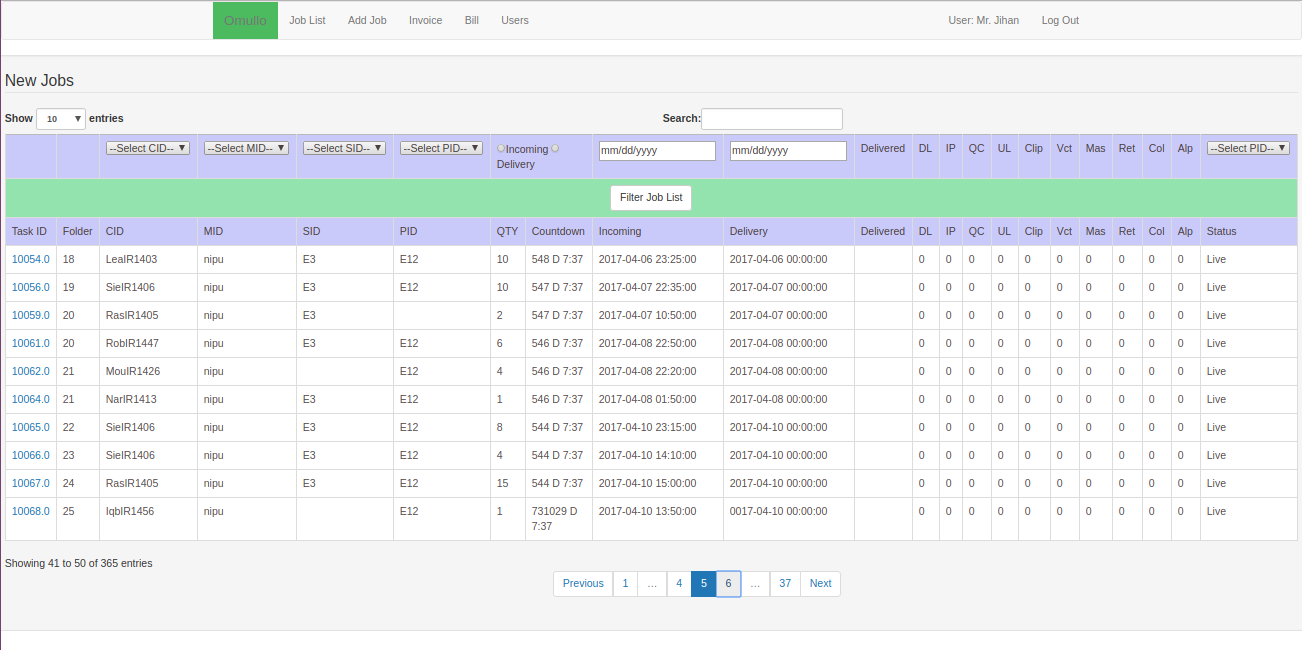 Omullo Job List Add Job Invoice Bill Users User: Mr. Jihan Log Out
New Jobs
Show 10 entries Search:
--Select CID-- --Select MID-- --Select SID-- --Select PID-- Incoming Delivery mm/dd/yyyy mm/dd/yyyy Delivered DL IP QC UL Clip Vct Mas Ret Col Alp --Select PID--
Filter Job List
Task ID Folder CID MID SID PID QTY Countdown Incoming Delivery Delivered DL IP QC UL Clip Vct Mas Ret Col Alp Status
10054.0 18 LeaIR1403 nipu E3 E12 10 548 D 7:37 2017-04-06 23:25:00 2017-04-06 00:00:00 0 0 0 0 0 0 0 0 0 0 Live
10056.0 19 SieIR1406 nipu E3 E12 10 547 D 7:37 2017-04-07 22:35:00 2017-04-07 00:00:00 0 0 0 0 0 0 0 0 0 0 Live
10059.0 20 RasIR1405 nipu E3 2 547 D 7:37 2017-04-07 10:50:00 2017-04-07 00:00:00 0 0 0 0 0 0 0 0 0 0 Live
10061.0 20 RobIR1447 nipu E3 E12 6 546 D 7:37 2017-04-08 22:50:00 2017-04-08 00:00:00 0 0 0 0 0 0 0 0 0 0 Live
10062.0 21 MouIR1426 nipu E12 4 546 D 7:37 2017-04-08 22:20:00 2017-04-08 00:00:00 0 0 0 0 0 0 0 0 0 0 Live
10064.0 21 NarIR1413 nipu E3 E12 1 546 D 7:37 2017-04-08 01:50:00 2017-04-08 00:00:00 0 0 0 0 0 0 0 0 0 0 Live
10065.0 22 SieIR1406 nipu E3 E12 8 544 D 7:37 2017-04-10 23:15:00 2017-04-10 00:00:00 0 0 0 0 0 0 0 0 0 0 Live
10066.0 23 SieIR1406 nipu E3 E12 4 544 D 7:37 2017-04-10 14:10:00 2017-04-10 00:00:00 0 0 0 0 0 0 0 0 0 0 Live
10067.0 24 RasIR1405 nipu E3 E12 15 544 D 7:37 2017-04-10 15:00:00 2017-04-10 00:00:00 0 0 0 0 0 0 0 0 0 0 Live
10068.0 25 IqbIR1456 nipu E12 1 731029 D 7:37 2017-04-10 13:50:00 0017-04-10 00:00:00 0 0 0 0 0 0 0 0 0 0 Live
Showing 41 to 50 of 365 entries
Previous 1 … 4 5 6 … 37 Next